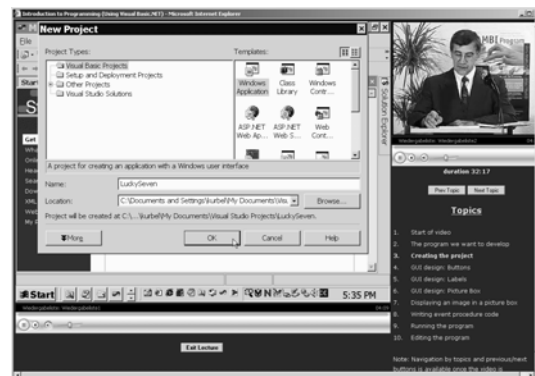 Introduction to Programming (Using Visual Basic.NET) - Microsoft Internet Explorer
New Project
Project Types:
Templates:
Visual Basic Projects
Setup and Deployment Projects
Other Projects
Visual Studio Solutions
Windows Application
Class Library
Windows Contr...
ASP.NET Web Ap...
ASP.NET Web S...
Web Cont...
A project for creating an application with a Windows user interface
Name:
LuckySeven
Location:
C:\Documents and Settings\kurbel\My Documents\Visu
Browse...
Project will be created at C:\...\kurbel\My Documents\Visual Studio Projects\LuckySeven.
More
OK
Cancel
Help
Solution Explorer
Start
5:35 PM
Exit Lecture
MBI Program
duration 32:17
Prev Topic
Next Topic
Topics
1. Start of video
2. The program we want to develop
3. Creating the project
4. GUI design: Buttons
5. GUI design: Labels
6. GUI design: Picture Box
7. Displaying an image in a picture box
8. Writing event procedure code
9. Running the program
10. Editing the program
Note: Navigation by topics and previous/next
buttons is available once the video is